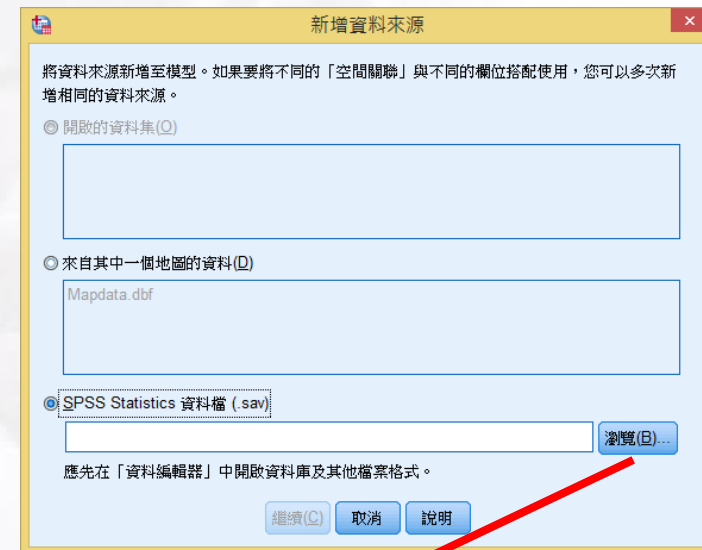 新增資料來源
將資料來源新增至模型。如果要將不同的「空間關聯」與不同的欄位搭配使用，您可以多次新
增相同的資料來源。
開啟的資料集(O)
來自其中一個地圖的資料(D)
Mapdata.dbf
SPSS Statistics 資料檔 (.sav)
瀏覽(B)...
應先在「資料編輯器」中開啟資料庫及其他檔案格式。
繼續(C) 取消 說明